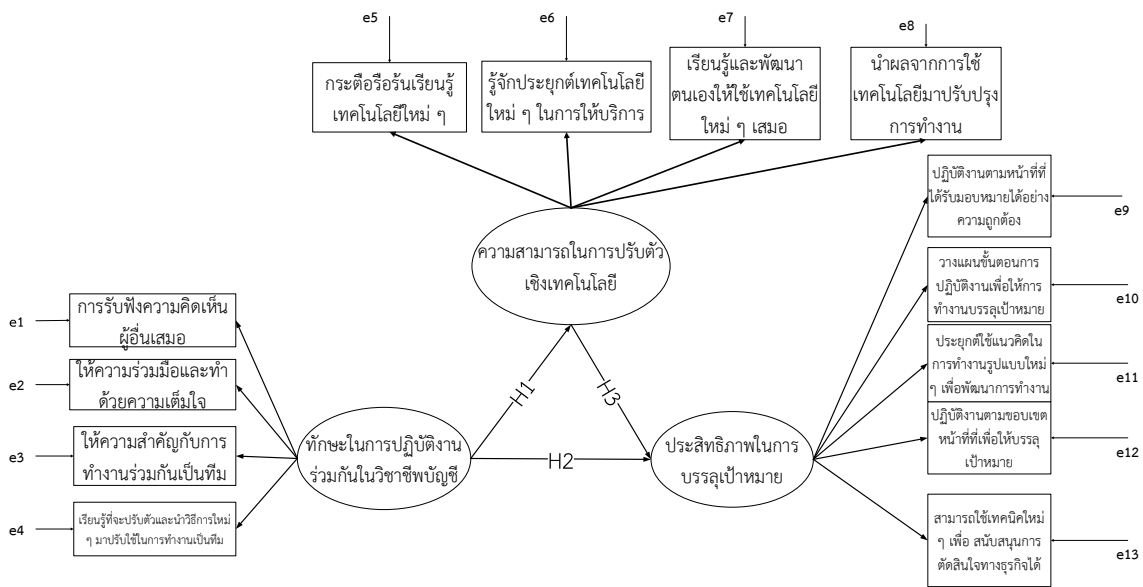 e5
e6
e7
e8
กระตือรือร้นเรียนรู้
เทคโนโลยีใหม่ ๆ
รู้จักประยุกต์เทคโนโลยี
ใหม่ ๆ ในการให้บริการ
เรียนรู้และพัฒนา
ตนเองให้ใช้เทคโนโลยี
ใหม่ ๆ เสมอ
นำผลจากการใช้
เทคโนโลยีมาปรับปรุง
การทำงาน
ความสามารถในการปรับตัว
เชิงเทคโนโลยี
e1
การรับฟังความคิดเห็น
ผู้อื่นเสมอ
e2
ให้ความร่วมมือและทำ
ด้วยความเต็มใจ
e3
ให้ความสำคัญกับการ
ทำงานร่วมกันเป็นทีม
e4
เรียนรู้ที่จะปรับตัวและนำวิธีการใหม่
ๆ มาปรับใช้ในการทำงานเป็นทีม
ทักษะในการปฏิบัติงาน
ร่วมกันในวิชาชีพบัญชี
H1
H2
H3
ประสิทธิภาพในการ
บรรลุเป้าหมาย
ปฏิบัติงานตามหน้าที่ที่
ได้รับมอบหมายได้อย่าง
ความถูกต้อง
e9
วางแผนขั้นตอนการ
ปฏิบัติงานเพื่อให้การ
ทำงานบรรลุเป้าหมาย
e10
ประยุกต์ใช้แนวคิดใน
การทำงานรูปแบบใหม่
ๆ เพื่อพัฒนาการทำงาน
e11
ปฏิบัติงานตามขอบเขต
หน้าที่ที่เพื่อให้บรรลุ
เป้าหมาย
e12
สามารถใช้เทคนิคใหม่
ๆ เพื่อ สนับสนุนการ
ตัดสินใจทางธุรกิจได้
e13